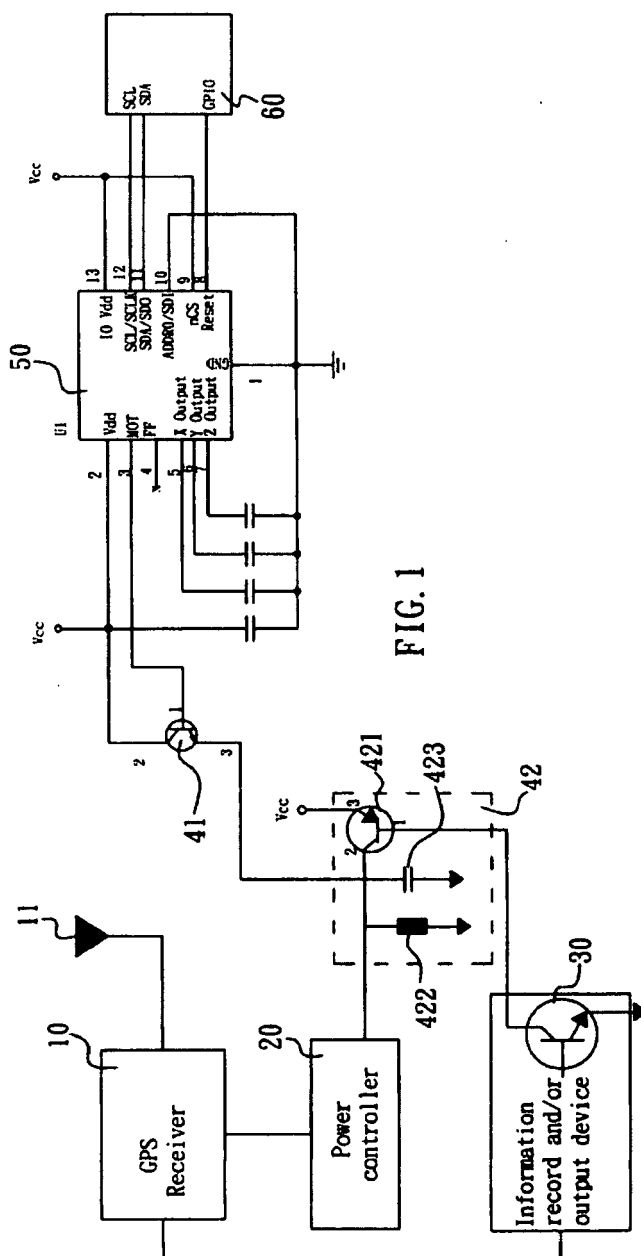 FIG. 1
Vcc
Vcc
Vcc
50
U1
60
SCL
SDA
GPIO
13
12
11
10
9
8
IO Vdd
SCL/SCLK
SDA/SDO
ADDR0/SDI
nCS
Reset
GND
1
Vdd
MOT
FF
X Output
Y Output
Z Output
2
3
4
5
6
7
2
1
3
41
11
10
GPS
Receiver
20
Power
controller
421
423
42
422
3
2
1
30
Information
record and/or
output device